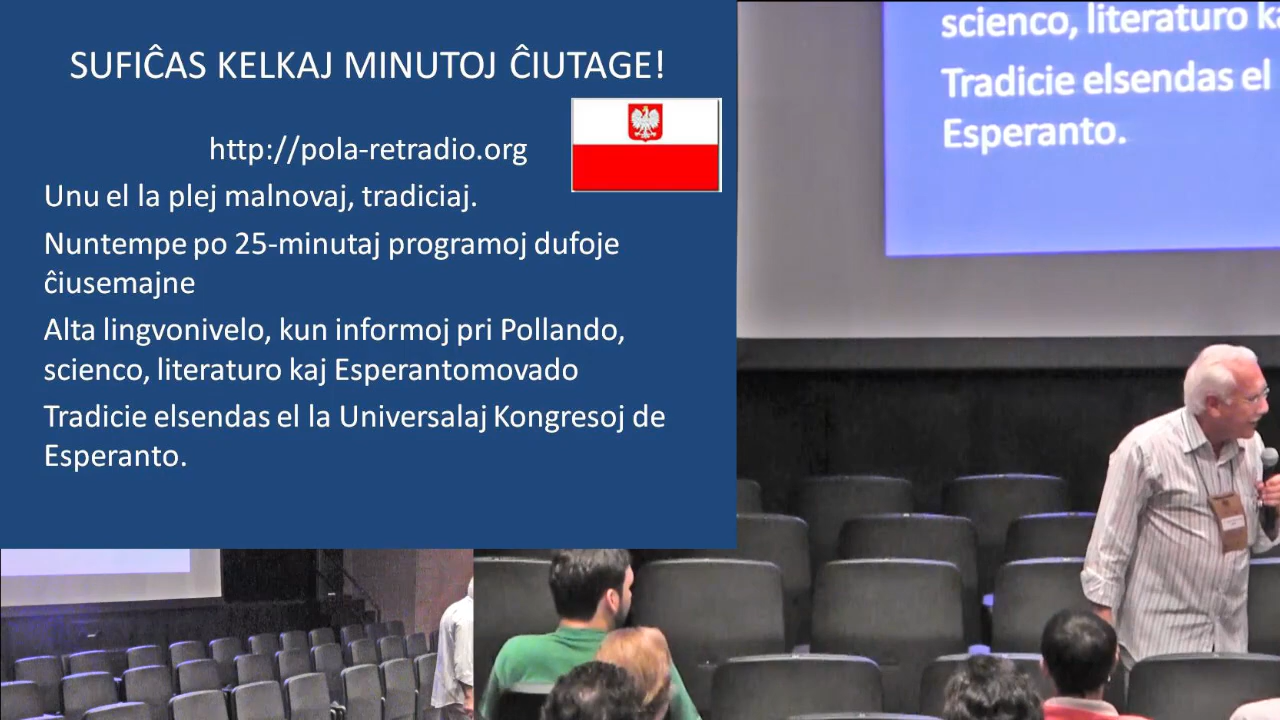 SUFIĈAS KELKAJ MINUTOJ ĈIUTAGE!
http://pola-retradio.org
Unu el la plej malnovaj, tradiciaj.
Nuntempe po 25-minutaj programoj dufoje
ĉiusemajne
Alta lingvonivelo, kun informoj pri Pollando,
scienco, literaturo kaj Esperantomovado
Tradicie elsendas el la Universalaj Kongresoj de
Esperanto.
scienco, literaturo
Tradicie elsendas el
Esperanto.